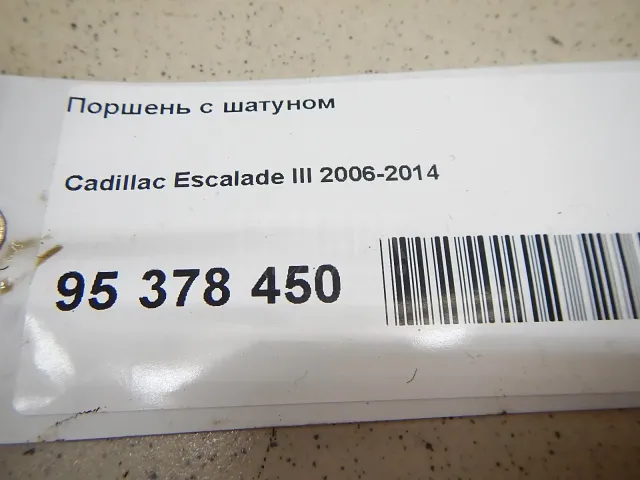 Поршень с шатуном
Cadillac Escalade III 2006-2014
95 378 450